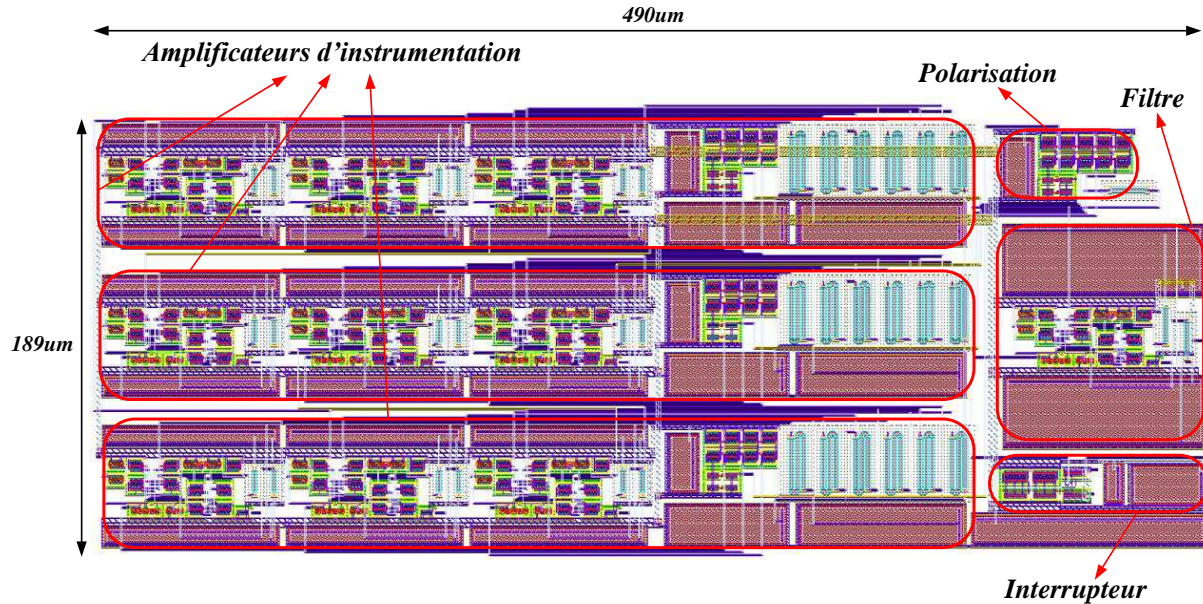 490um
Amplificateurs d'instrumentation
Polarisation
Filtre
189um
Interrupteur